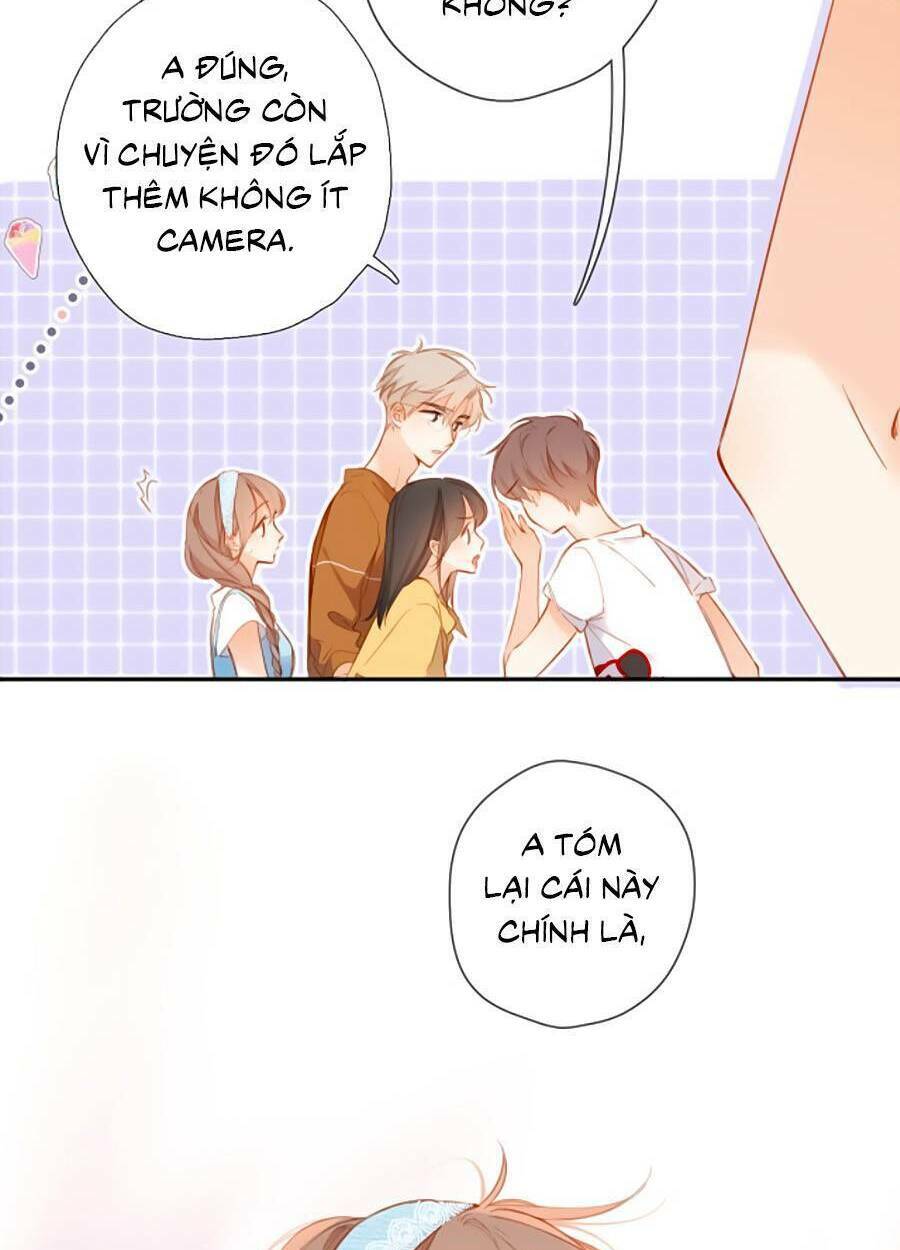 KHÔNG?
A ĐÚNG,
TRƯỜNG CÒN
VÌ CHUYỆN ĐÓ LẮP
THÊM KHÔNG ÍT
CAMERA.
A TÓM
LẠI CÁI NÀY
CHÍNH LÀ,